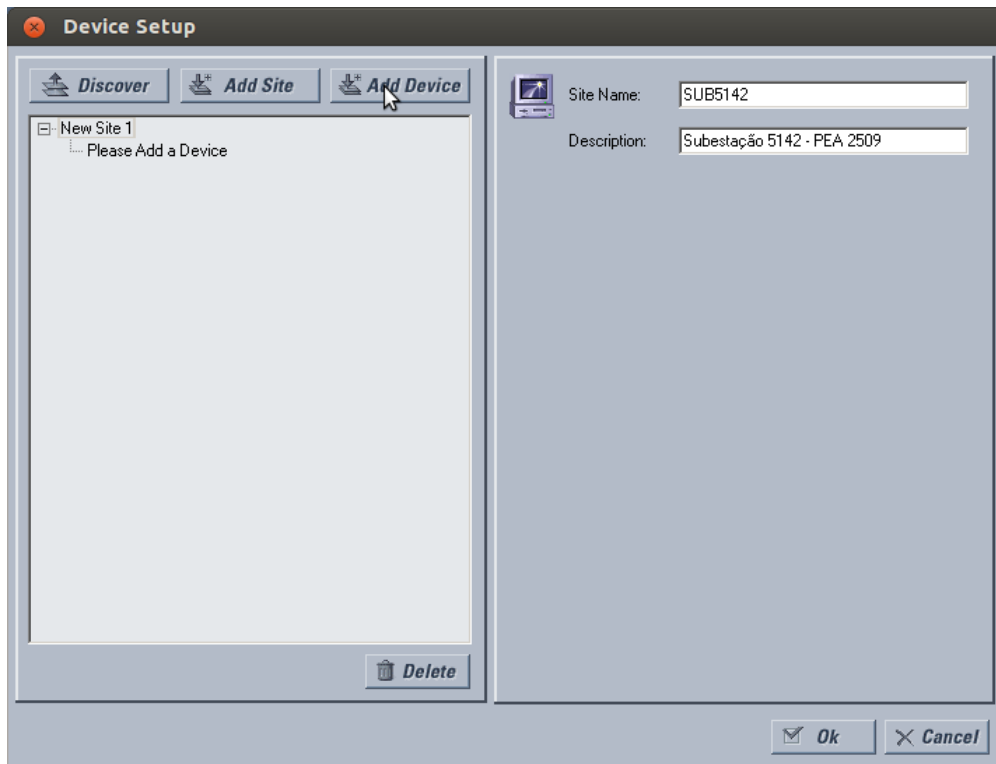 Device Setup
Discover
Add Site
Add Device
New Site 1
Please Add a Device
Delete
Site Name: SUB5142
Description: Subestação 5142 - PEA 2509
Ok
Cancel